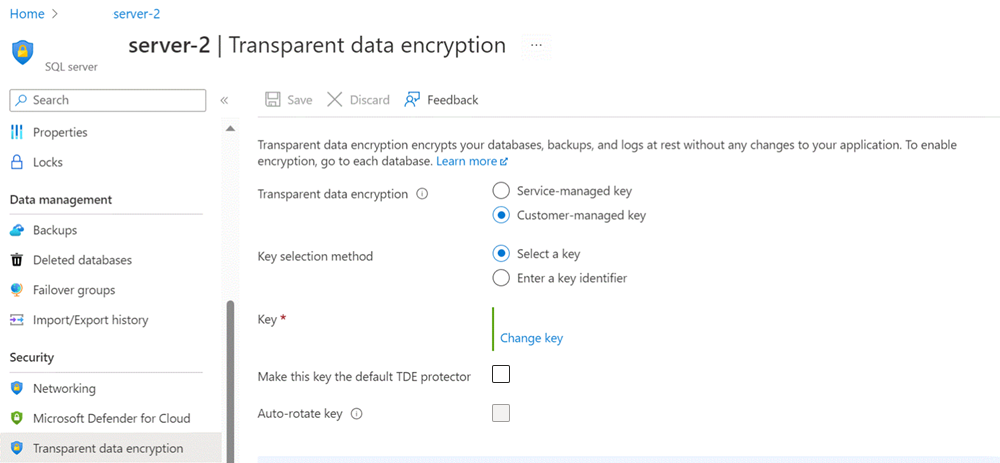 Home > server-2
server-2 | Transparent data encryption ...
SQL server
Search «
Save Discard Feedback
Properties
Locks
Data management
Backups
Deleted databases
Failover groups
Import/Export history
Security
Networking
Microsoft Defender for Cloud
Transparent data encryption
Transparent data encryption encrypts your databases, backups, and logs at rest without any changes to your application. To enable
encryption, go to each database. Learn more
Transparent data encryption
Service-managed key
Customer-managed key
Key selection method
Select a key
Enter a key identifier
Key *
Change key
Make this key the default TDE protector
Auto-rotate key